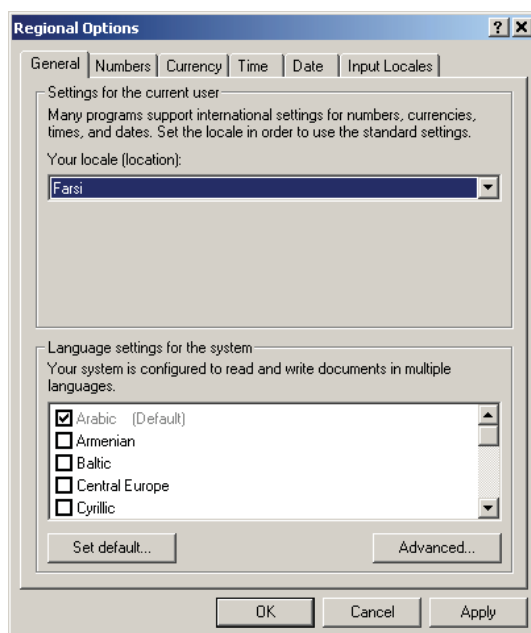 Regional Options
General Numbers Currency Time Date Input Locales
Settings for the current user
Many programs support international settings for numbers, currencies,
times, and dates. Set the locale in order to use the standard settings.
Your locale (location):
Farsi
Language settings for the system
Your system is configured to read and write documents in multiple
languages.
Arabic (Default)
Armenian
Baltic
Central Europe
Cyrillic
Set default... Advanced...
OK Cancel Apply